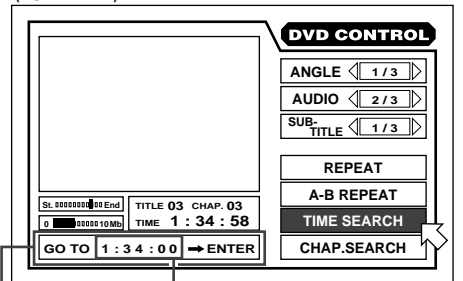 DVD CONTROL
ANGLE 1 / 3
AUDIO 2 / 3
SUB-TITLE 1 / 3
REPEAT
A-B REPEAT
TIME SEARCH
CHAP.SEARCH
St. End
0 10Mb
TITLE 03 CHAP. 03
TIME 1 : 34 : 58
GO TO 1 : 3 4 : 0 0 ➡ ENTER